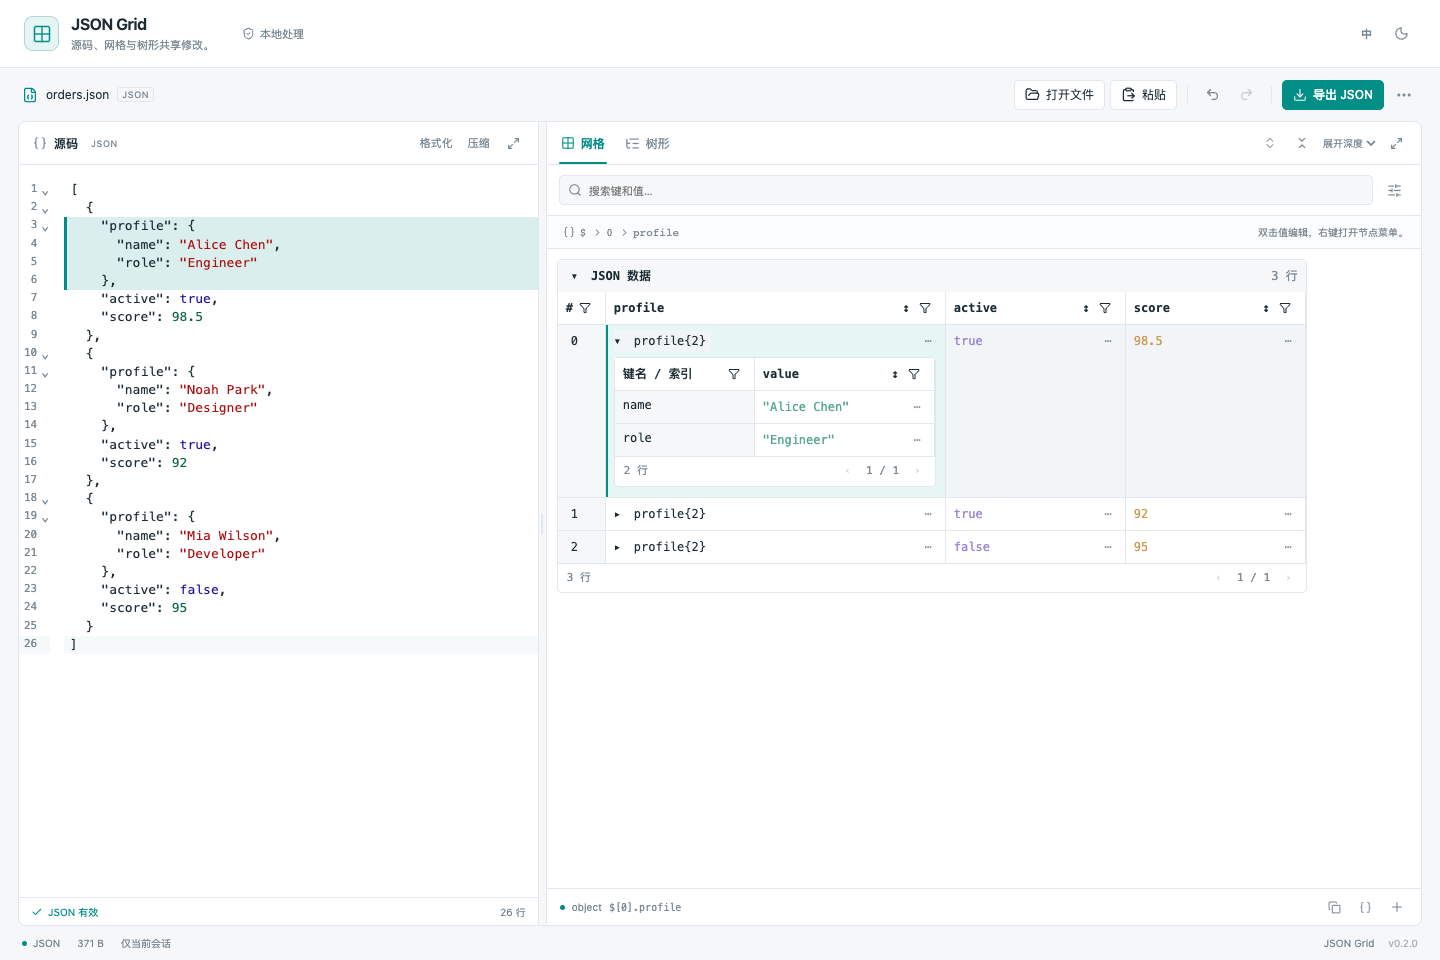 JSON Grid
源码、网格与树形共享修改。
本地处理
中
orders.json JSON
打开文件 粘贴 导出 JSON
{ } 源码 JSON 格式化 压缩
1 [
2 {
3 "profile": {
4 "name": "Alice Chen",
5 "role": "Engineer"
6 },
7 "active": true,
8 "score": 98.5
9 },
10 {
11 "profile": {
12 "name": "Noah Park",
13 "role": "Designer"
14 },
15 "active": true,
16 "score": 92
17 },
18 {
19 "profile": {
20 "name": "Mia Wilson",
21 "role": "Developer"
22 },
23 "active": false,
24 "score": 95
25 }
26 ]
JSON 有效 26 行
网格 树形 展开深度
搜索键和值...
{ } $ > 0 > profile 双击值编辑，右键打开节点菜单。
▾ JSON 数据 3 行
# profile active score
0 ▾ profile{2} ⋯ true ⋯ 98.5 ⋯
键名 / 索引 value
name "Alice Chen" ⋯
role "Engineer" ⋯
2 行 ‹ 1 / 1 ›
1 ▸ profile{2} ⋯ true ⋯ 92 ⋯
2 ▸ profile{2} ⋯ false ⋯ 95 ⋯
3 行 ‹ 1 / 1 ›
object $[0].profile { }
JSON 371 B 仅当前会话 JSON Grid v0.2.0